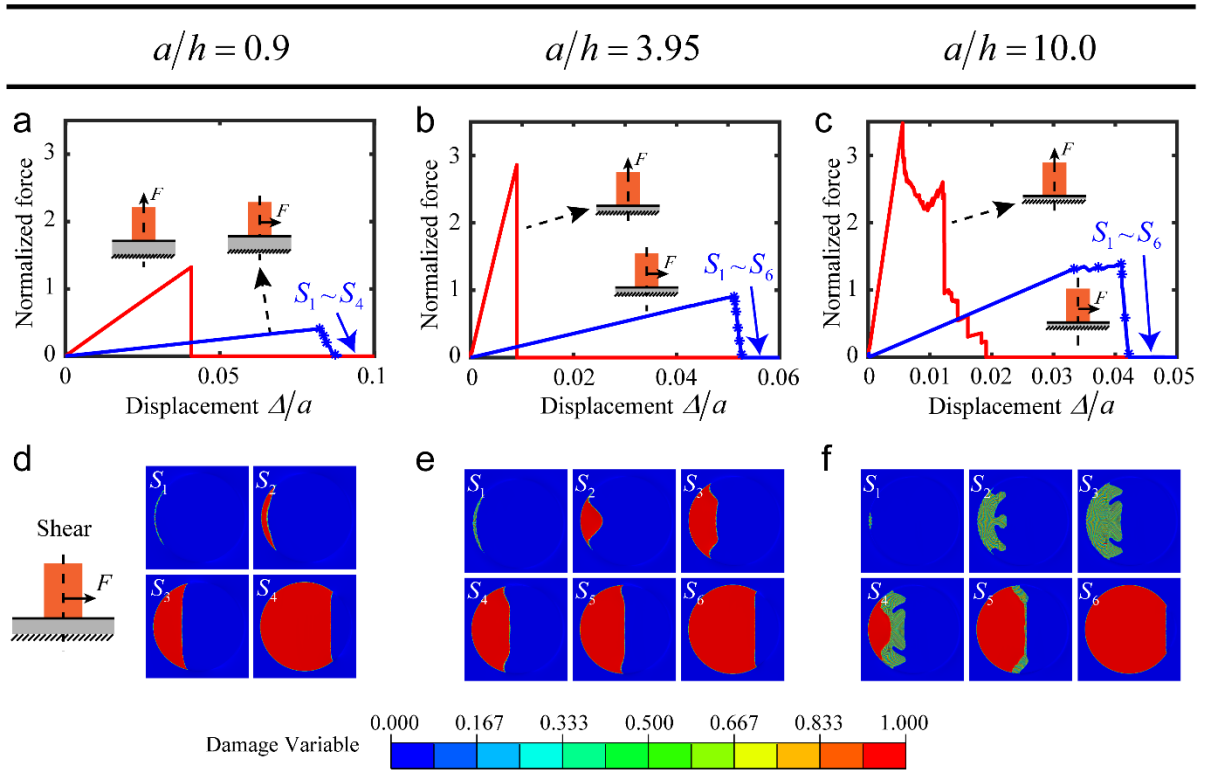 a/h = 0.9 a/h = 3.95 a/h = 10.0
a
Normalized force
3
2
1
0
F
F
S1~S4
0 0.05 0.1
Displacement Δ/a
b
Normalized force
3
2
1
0
F
F
S1~S6
0 0.02 0.04 0.06
Displacement Δ/a
c
Normalized force
3
2
1
0
F
F
S1~S6
0 0.01 0.02 0.03 0.04 0.05
Displacement Δ/a
d
Shear
F
S1 S2
S3 S4
e
S1 S2 S3
S4 S5 S6
f
S1 S2 S3
S4 S5 S6
0.000 0.167 0.333 0.500 0.667 0.833 1.000
Damage Variable